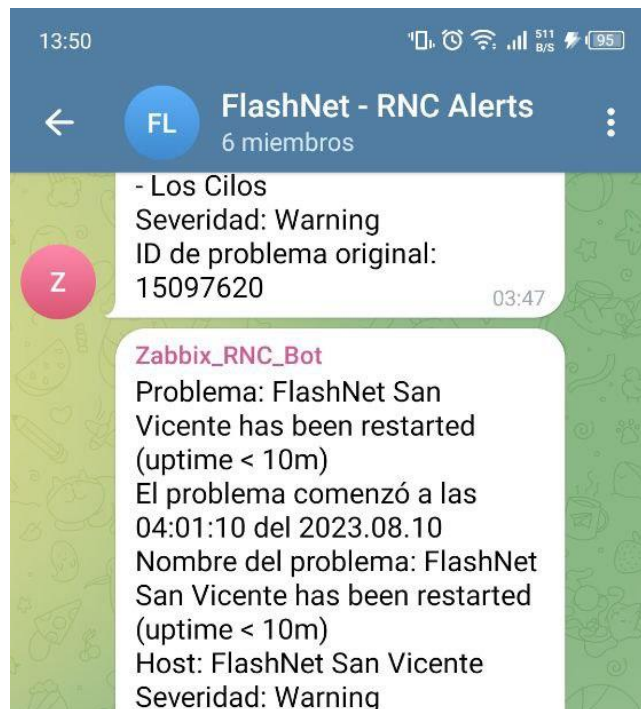 13:50
511
B/S
95
FL
FlashNet - RNC Alerts
6 miembros
- Los Cilos
Severidad: Warning
ID de problema original:
15097620
03:47
Z
Zabbix_RNC_Bot
Problema: FlashNet San
Vicente has been restarted
(uptime < 10m)
El problema comenzó a las
04:01:10 del 2023.08.10
Nombre del problema: FlashNet
San Vicente has been restarted
(uptime < 10m)
Host: FlashNet San Vicente
Severidad: Warning